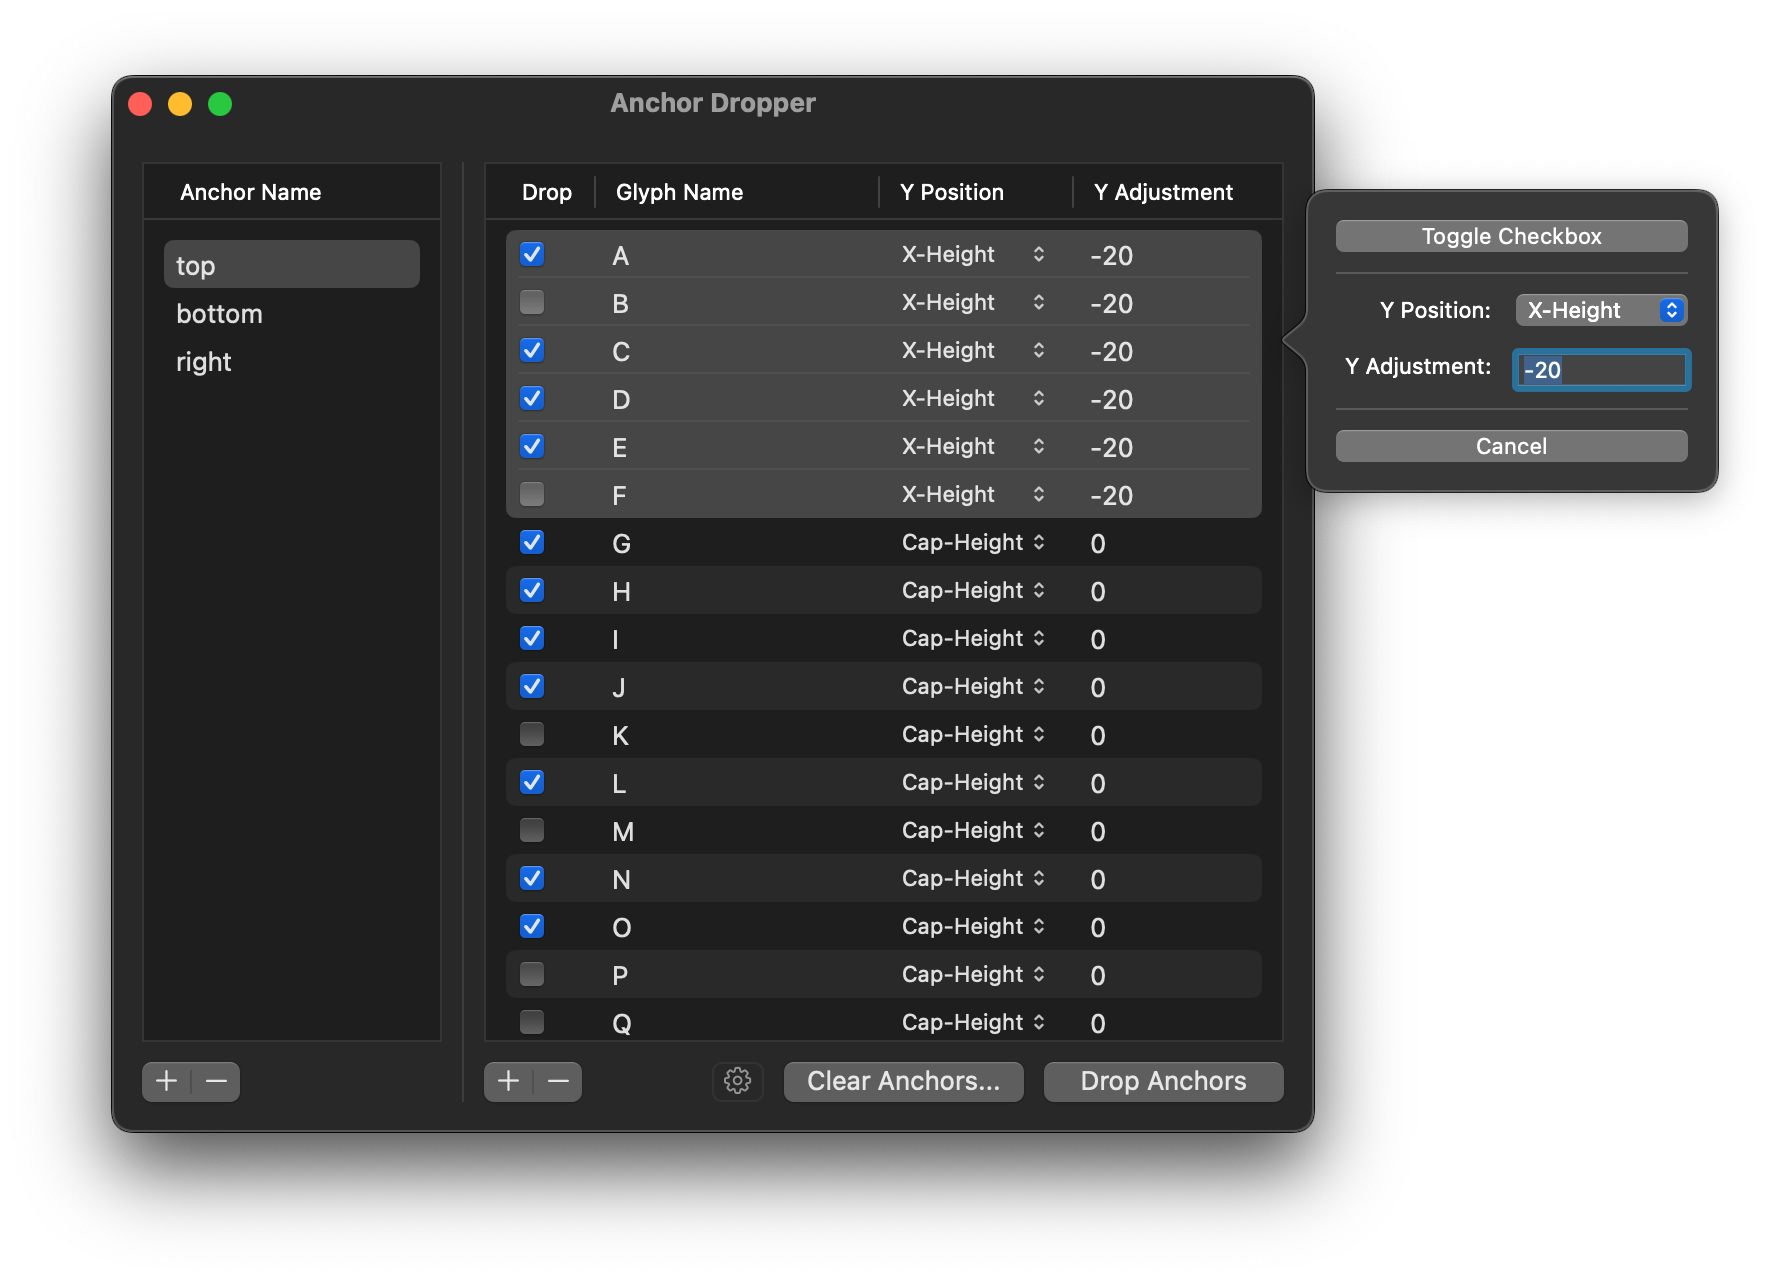 Anchor Dropper
Anchor Name
top
bottom
right
Drop Glyph Name Y Position Y Adjustment
A X-Height -20
B X-Height -20
C X-Height -20
D X-Height -20
E X-Height -20
F X-Height -20
G Cap-Height 0
H Cap-Height 0
I Cap-Height 0
J Cap-Height 0
K Cap-Height 0
L Cap-Height 0
M Cap-Height 0
N Cap-Height 0
O Cap-Height 0
P Cap-Height 0
Q Cap-Height 0
Clear Anchors... Drop Anchors
Toggle Checkbox
Y Position: X-Height
Y Adjustment: -20
Cancel